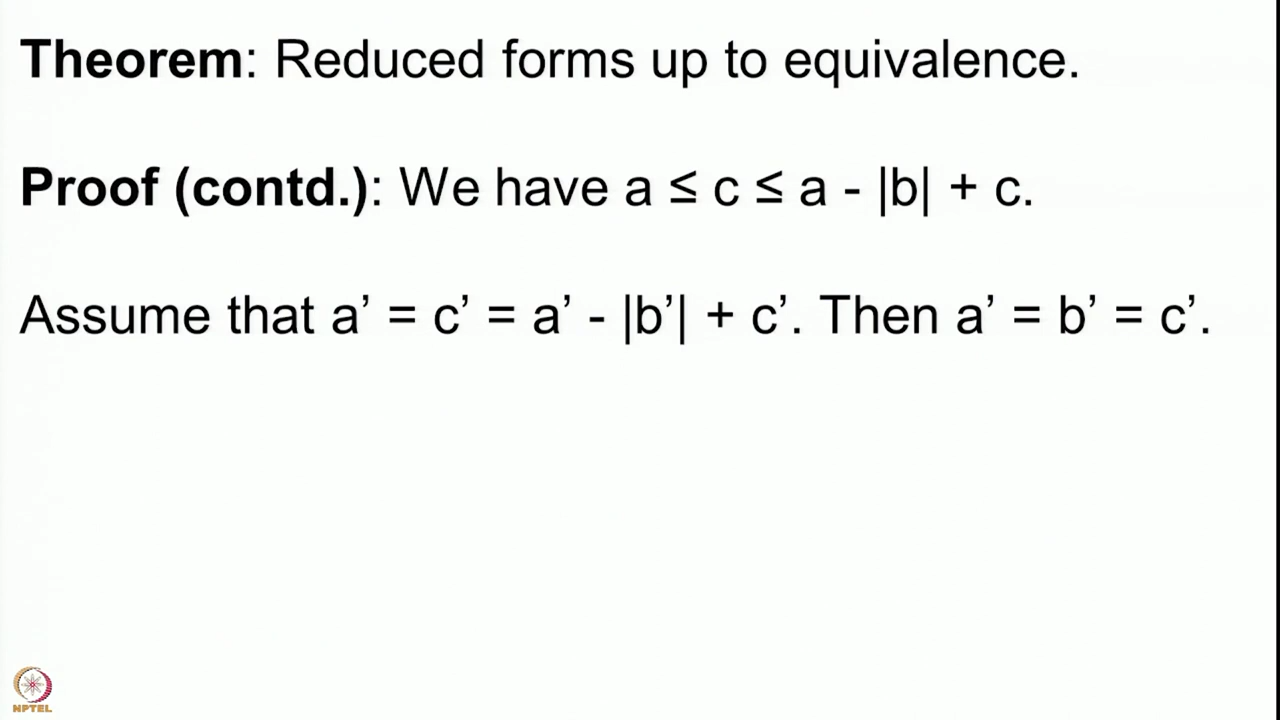 Theorem: Reduced forms up to equivalence.
Proof (contd.): We have a ≤ c ≤ a - |b| + c.
Assume that a’ = c’ = a’ - |b’| + c’. Then a’ = b’ = c’.
NPTEL